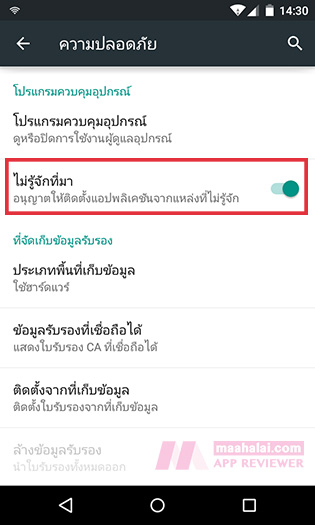 14:30
ความปลอดภัย
โปรแกรมควบคุมอุปกรณ์
โปรแกรมควบคุมอุปกรณ์
ดูหรือปิดการใช้งานผู้ดูแลอุปกรณ์
ไม่รู้จักที่มา
อนุญาตให้ติดตั้งแอปพลิเคชันจากแหล่งที่ไม่รู้จัก
ที่จัดเก็บข้อมูลรับรอง
ประเภทพื้นที่เก็บข้อมูล
ใช้ฮาร์ดแวร์
ข้อมูลรับรองที่เชื่อถือได้
แสดงใบรับรอง CA ที่เชื่อถือได้
ติดตั้งจากที่เก็บข้อมูล
ติดตั้งใบรับรองจากที่เก็บข้อมูล
ล้างข้อมูลรับรอง
นำใบรับรองทั้งหมดออก
maahalai.com
APP REVIEWER